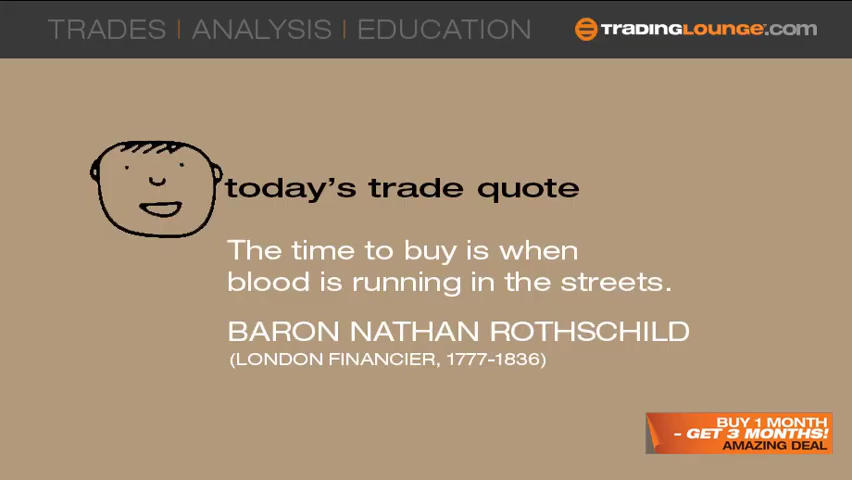 TRADES | ANALYSIS | EDUCATION
TRADINGLOUNGE.com
today's trade quote
The time to buy is when
blood is running in the streets.
BARON NATHAN ROTHSCHILD
(LONDON FINANCIER, 1777-1836)
BUY 1 MONTH
- GET 3 MONTHS!
AMAZING DEAL